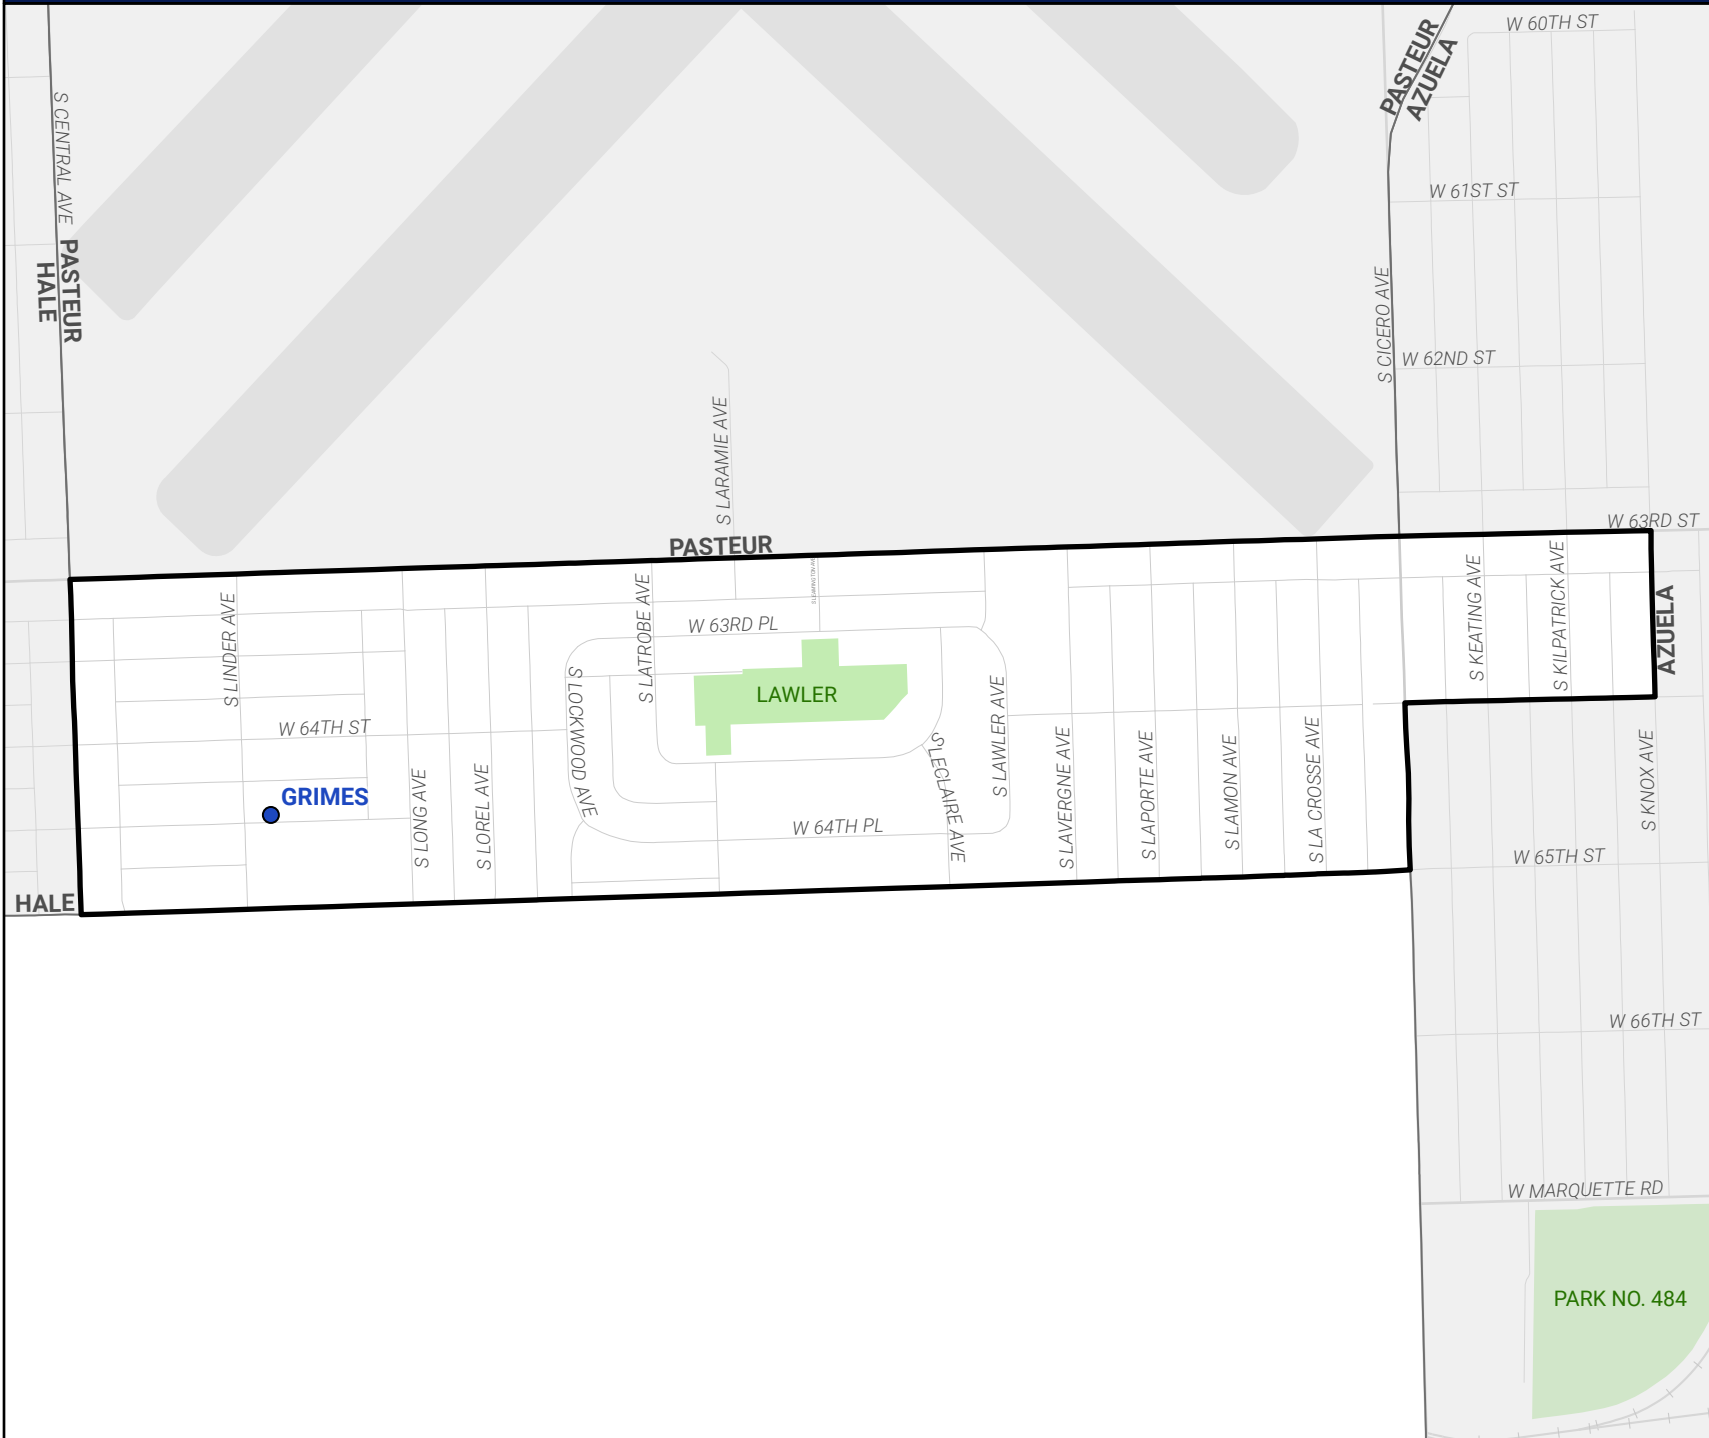 W 60TH ST
PASTEUR
AZUELA
S CENTRAL AVE
W 61ST ST
PASTEUR
HALE
S CICERO AVE
W 62ND ST
S LARAMIE AVE
W 63RD ST
PASTEUR
S LEAMINGTON AVE
S KEATING AVE
S KILPATRICK AVE
AZUELA
S LINDER AVE
S LATROBE AVE
W 63RD PL
S LOCKWOOD AVE
LAWLER
S LAWLER AVE
W 64TH ST
S LECLAIRE AVE
S LAVERGNE AVE
S LAPORTE AVE
S LAMON AVE
S LA CROSSE AVE
S KNOX AVE
GRIMES
S LONG AVE
S LOREL AVE
W 64TH PL
W 65TH ST
HALE
W 66TH ST
W MARQUETTE RD
PARK NO. 484